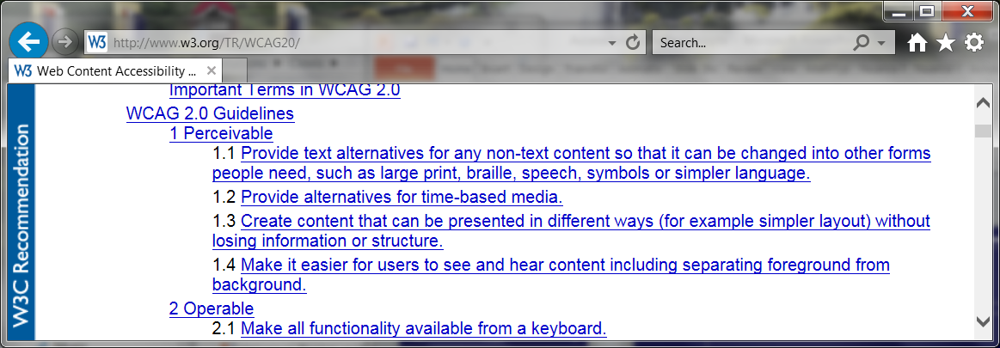 W3 http://www.w3.org/TR/WCAG20/ Search...
W3 Web Content Accessibility ...
Important Terms in WCAG 2.0
WCAG 2.0 Guidelines
1 Perceivable
1.1 Provide text alternatives for any non-text content so that it can be changed into other forms
people need, such as large print, braille, speech, symbols or simpler language.
1.2 Provide alternatives for time-based media.
1.3 Create content that can be presented in different ways (for example simpler layout) without
losing information or structure.
1.4 Make it easier for users to see and hear content including separating foreground from
background.
2 Operable
2.1 Make all functionality available from a keyboard.
W3C Recommendation